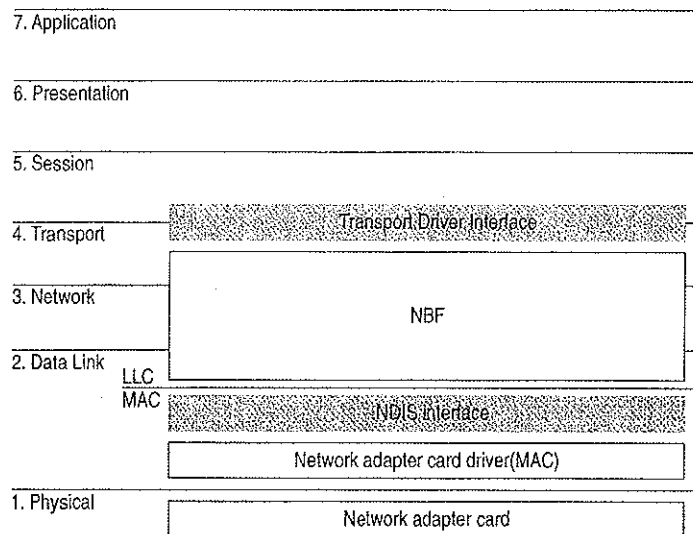 7. Application
6. Presentation
5. Session
Transport Driver Interface
4. Transport
3. Network
NBF
2. Data Link
LLC
MAC
NDIS interface
Network adapter card driver(MAC)
1. Physical
Network adapter card